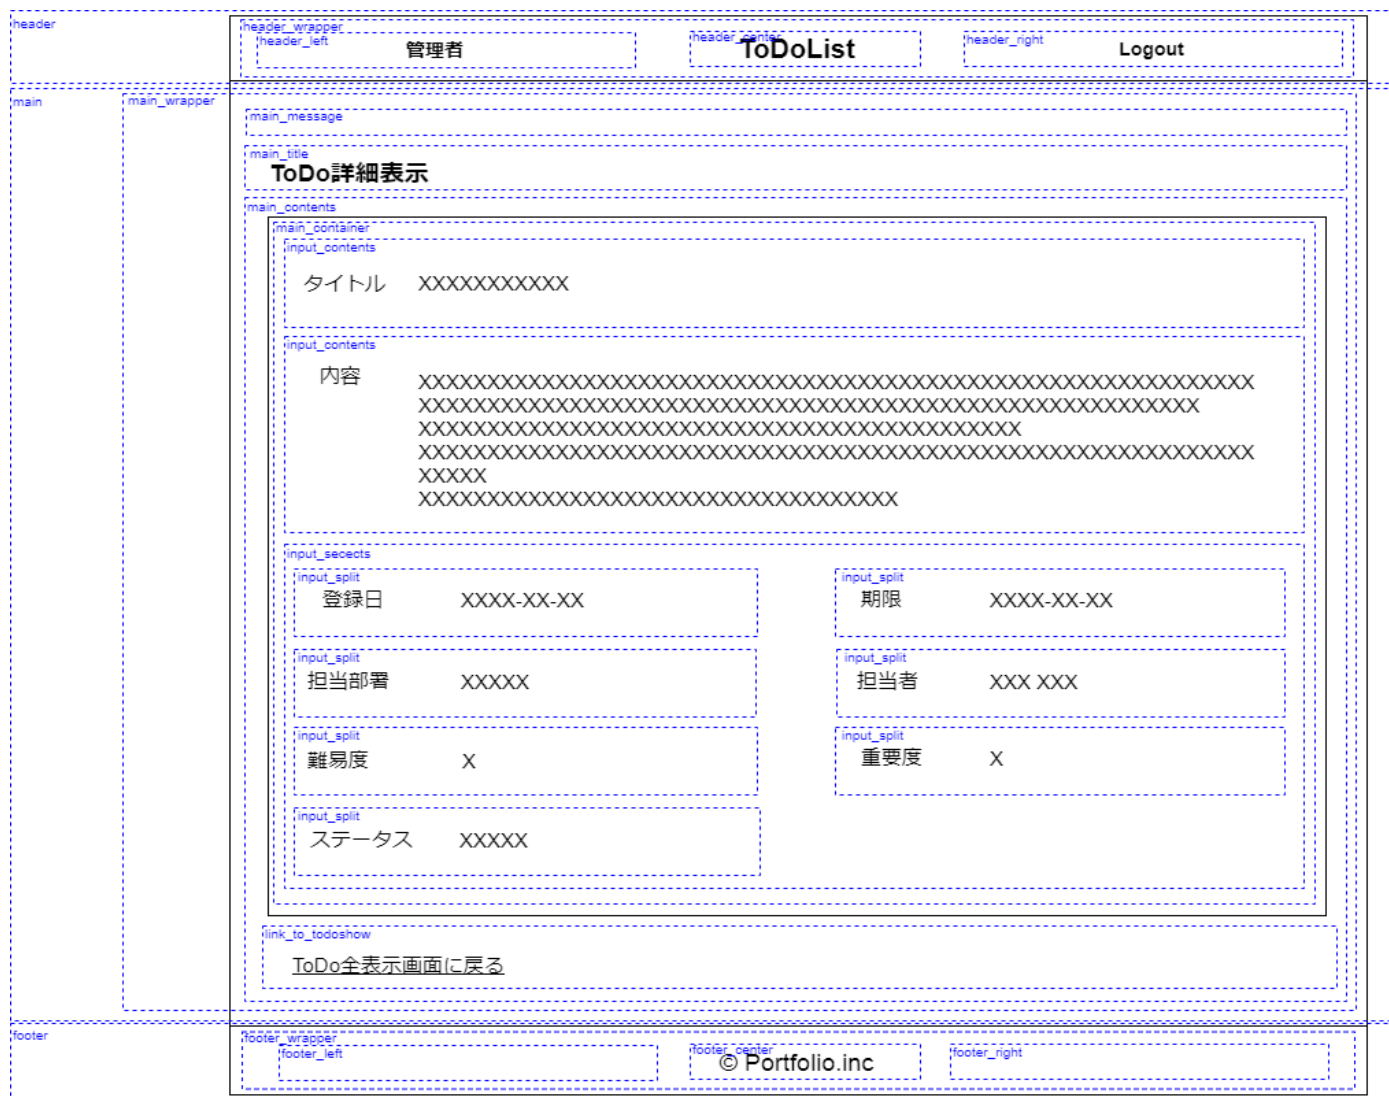 header
header_wrapper
header_left
管理者
header_center
ToDoList
header_right
Logout
main
main_wrapper
main_message
main_title
ToDo詳細表示
main_contents
main_container
input_contents
タイトル XXXXXXXXXXX
input_contents
内容
XXXXXXXXXXXXXXXXXXXXXXXXXXXXXXXXXXXXXXXXXXXXXXXXXXXXXXXXXXXXX
XXXXXXXXXXXXXXXXXXXXXXXXXXXXXXXXXXXXXXXXXXXXXXXXXXXXXXXXX
XXXXXXXXXXXXXXXXXXXXXXXXXXXXXXXXXXXXXXXXXXXX
XXXXXXXXXXXXXXXXXXXXXXXXXXXXXXXXXXXXXXXXXXXXXXXXXXXXXXXXXXXXX
XXXXX
XXXXXXXXXXXXXXXXXXXXXXXXXXXXXXXXXXX
input_secects
input_split
登録日 XXXX-XX-XX
input_split
期限 XXXX-XX-XX
input_split
担当部署 XXXXX
input_split
担当者 XXX XXX
input_split
難易度 X
input_split
重要度 X
input_split
ステータス XXXXX
link_to_todoshow
ToDo全表示画面に戻る
footer
footer_wrapper
footer_left
footer_center
© Portfolio.inc
footer_right